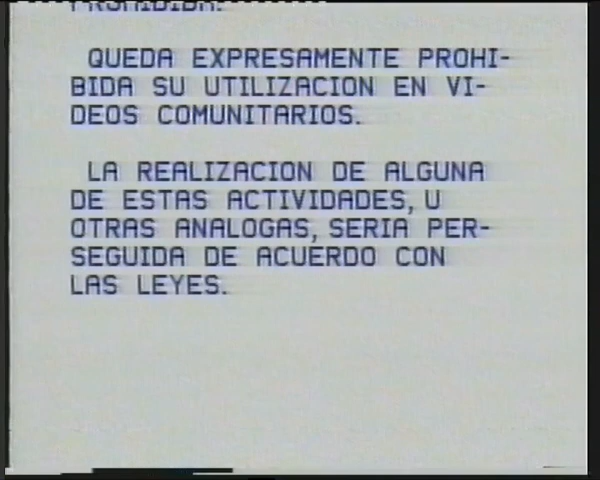 PROHIBIDA.
QUEDA EXPRESAMENTE PROHI-
BIDA SU UTILIZACION EN VI-
DEOS COMUNITARIOS.
LA REALIZACION DE ALGUNA
DE ESTAS ACTIVIDADES, U
OTRAS ANALOGAS, SERIA PER-
SEGUIDA DE ACUERDO CON
LAS LEYES.